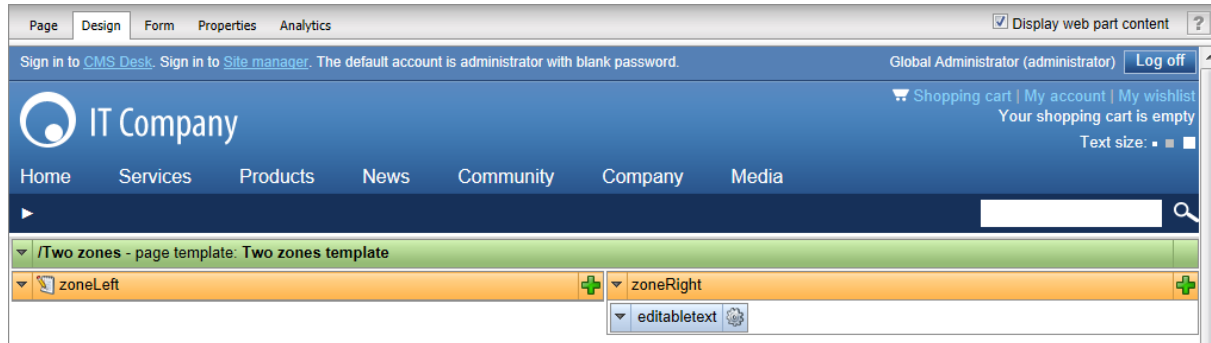 Page Design Form Properties Analytics Display web part content ?
Sign in to CMS Desk. Sign in to Site manager. The default account is administrator with blank password. Global Administrator (administrator) Log off
Shopping cart | My account | My wishlist
IT Company
Your shopping cart is empty
Text size:
Home Services Products News Community Company Media
/Two zones - page template: Two zones template
zoneLeft zoneRight
editabletext